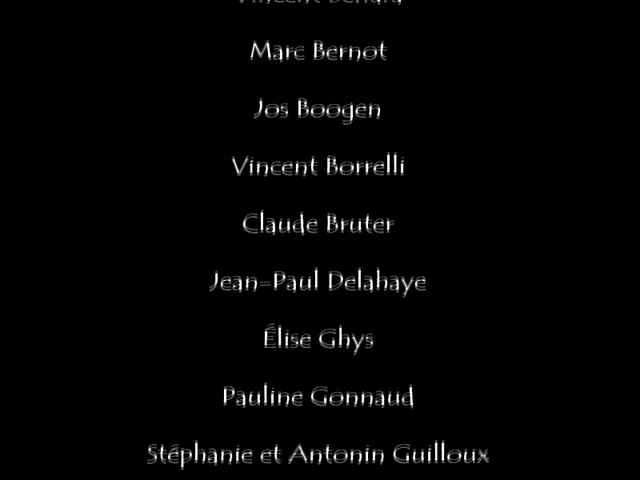 Vincent
Marc Bernot
Jos Boogen
Vincent Borrelli
Claude Bruter
Jean-Paul Delahaye
Élise Ghys
Pauline Gonnaud
Stéphanie et Antonin Guilloux